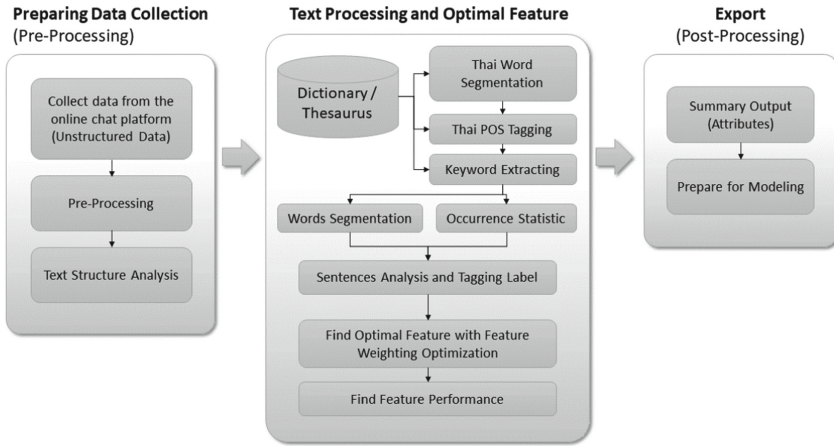 Preparing Data Collection
(Pre-Processing)
Collect data from the
online chat platform
(Unstructured Data)
Pre-Processing
Text Structure Analysis
Text Processing and Optimal Feature
Dictionary /
Thesaurus
Thai Word
Segmentation
Thai POS Tagging
Keyword Extracting
Words Segmentation
Occurrence Statistic
Sentences Analysis and Tagging Label
Find Optimal Feature with Feature
Weighting Optimization
Find Feature Performance
Export
(Post-Processing)
Summary Output
(Attributes)
Prepare for Modeling